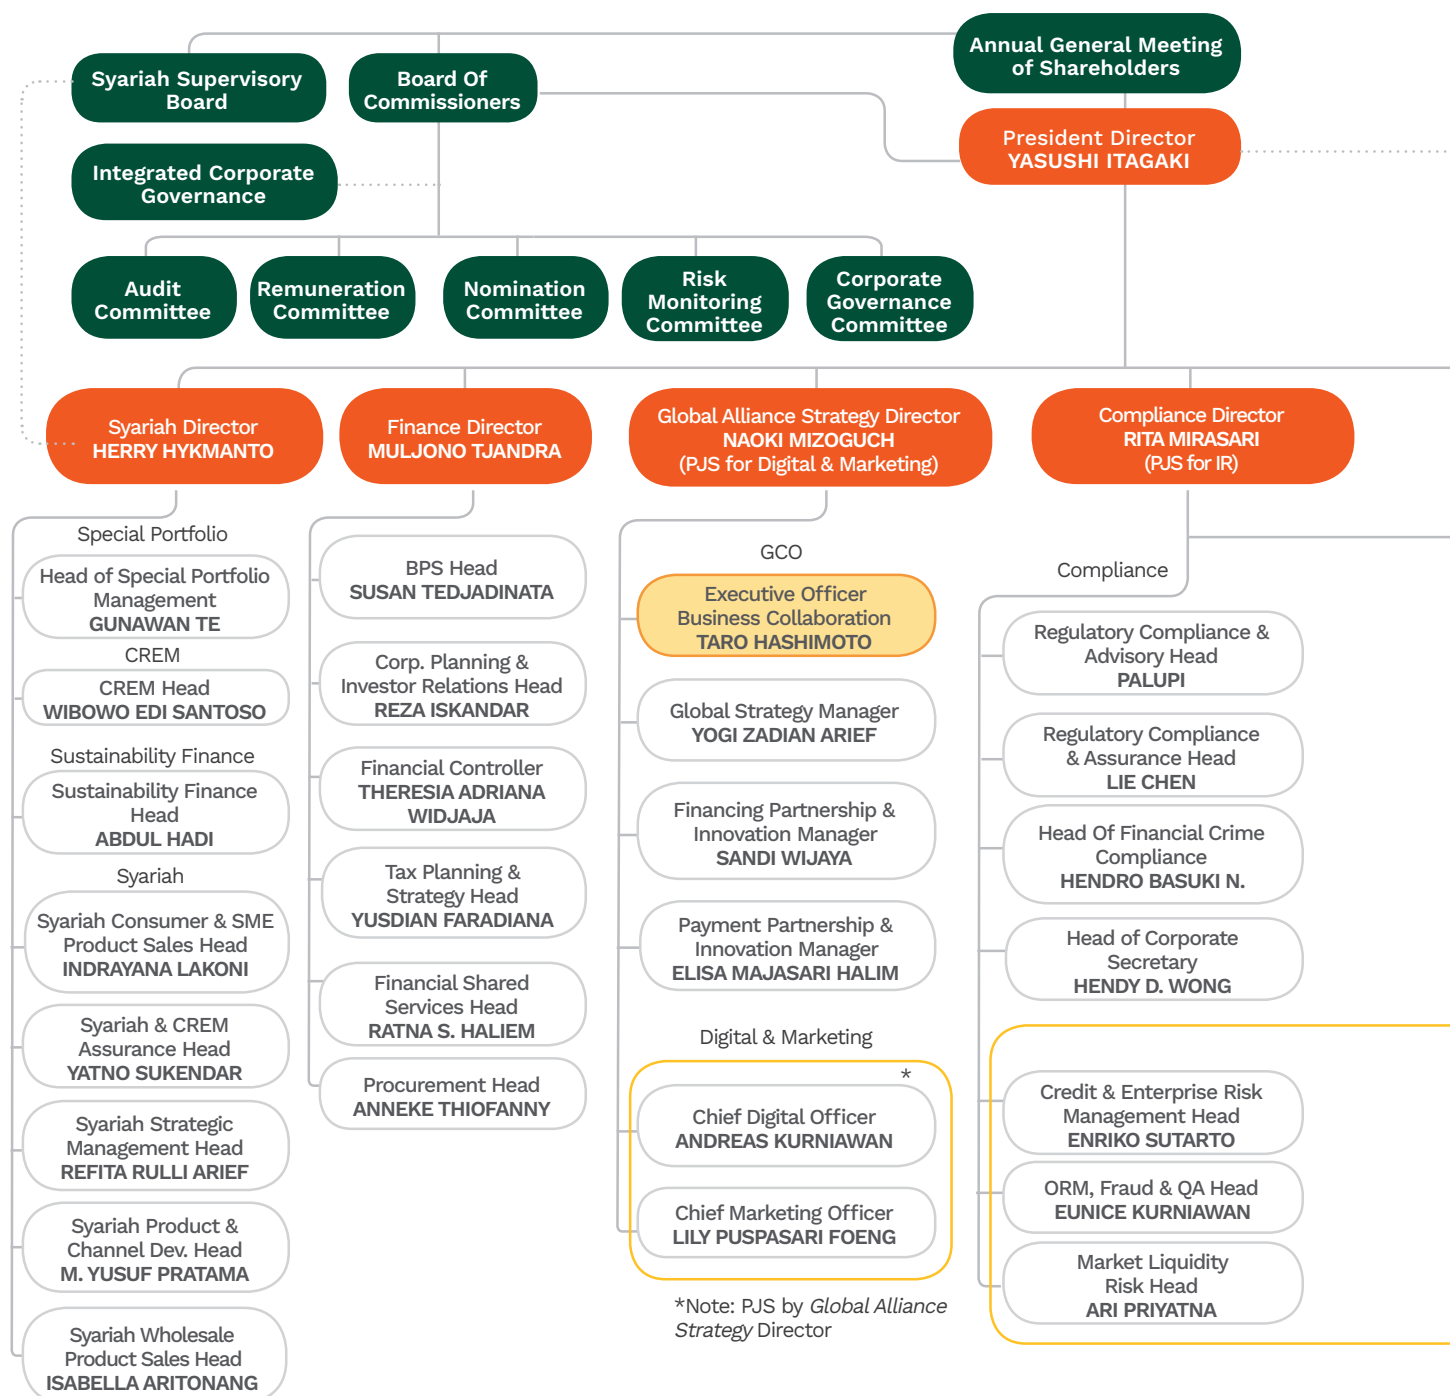 Annual General Meeting
of Shareholders
Syariah Supervisory
Board
Board Of
Commissioners
President Director
YASUSHI ITAGAKI
Integrated Corporate
Governance
Audit
Committee
Remuneration
Committee
Nomination
Committee
Risk
Monitoring
Committee
Corporate
Governance
Committee
Syariah Director
HERRY HYKMANTO
Finance Director
MULJONO TJANDRA
Global Alliance Strategy Director
NAOKI MIZOGUCH
(PJS for Digital & Marketing)
Compliance Director
RITA MIRASARI
(PJS for IR)
Special Portfolio
Head of Special Portfolio
Management
GUNAWAN TE
CREM
CREM Head
WIBOWO EDI SANTOSO
Sustainability Finance
Sustainability Finance
Head
ABDUL HADI
Syariah
Syariah Consumer & SME
Product Sales Head
INDRAYANA LAKONI
Syariah & CREM
Assurance Head
YATNO SUKENDAR
Syariah Strategic
Management Head
REFITA RULLI ARIEF
Syariah Product &
Channel Dev. Head
M. YUSUF PRATAMA
Syariah Wholesale
Product Sales Head
ISABELLA ARITONANG
BPS Head
SUSAN TEDJADINATA
Corp. Planning &
Investor Relations Head
REZA ISKANDAR
Financial Controller
THERESIA ADRIANA
WIDJAJA
Tax Planning &
Strategy Head
YUSDIAN FARADIANA
Financial Shared
Services Head
RATNA S. HALIEM
Procurement Head
ANNEKE THIOFANNY
GCO
Executive Officer
Business Collaboration
TARO HASHIMOTO
Global Strategy Manager
YOGI ZADIAN ARIEF
Financing Partnership &
Innovation Manager
SANDI WIJAYA
Payment Partnership &
Innovation Manager
ELISA MAJASARI HALIM
Digital & Marketing
*
Chief Digital Officer
ANDREAS KURNIAWAN
Chief Marketing Officer
LILY PUSPASARI FOENG
*Note: PJS by Global Alliance
Strategy Director
Compliance
Regulatory Compliance &
Advisory Head
PALUPI
Regulatory Compliance
& Assurance Head
LIE CHEN
Head Of Financial Crime
Compliance
HENDRO BASUKI N.
Head of Corporate
Secretary
HENDY D. WONG
Credit & Enterprise Risk
Management Head
ENRIKO SUTARTO
ORM, Fraud & QA Head
EUNICE KURNIAWAN
Market Liquidity
Risk Head
ARI PRIYATNA